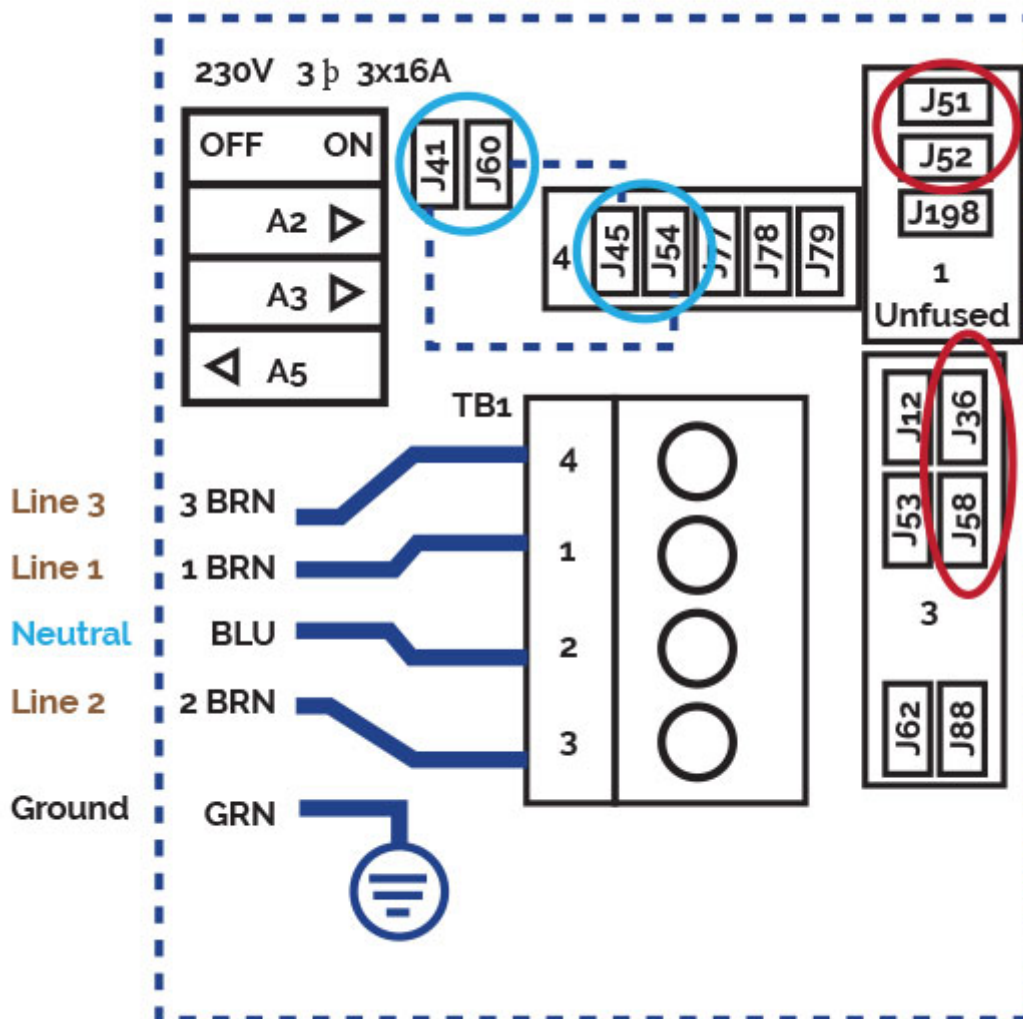 230V 3 þ 3x16A
OFF ON
A2
A3
A5
J41
J60
4
J45
J54
J77
J78
J79
J51
J52
J198
1
Unfused
J12
J36
J53
J58
3
J62
J88
TB1
4
1
2
3
Line 3 3 BRN
Line 1 1 BRN
Neutral BLU
Line 2 2 BRN
Ground GRN